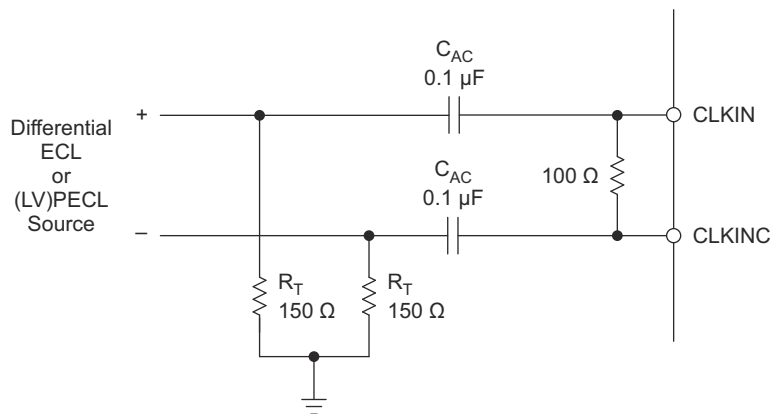 C_AC
0.1 µF
+
CLKIN
Differential
ECL
or
(LV)PECL
Source
C_AC
0.1 µF
100 Ω
–
CLKINC
R_T
150 Ω
R_T
150 Ω